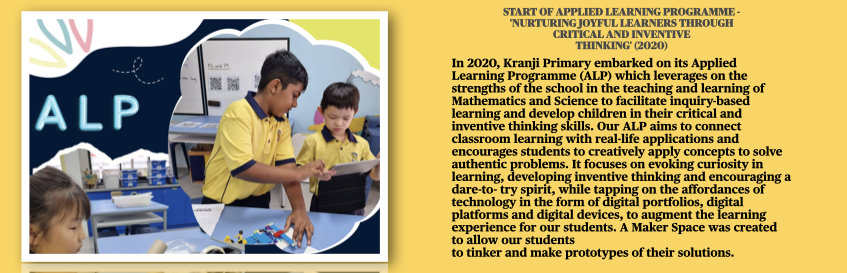 ALP
START OF APPLIED LEARNING PROGRAMME -
'NURTURING JOYFUL LEARNERS THROUGH
CRITICAL AND INVENTIVE
THINKING' (2020)
In 2020, Kranji Primary embarked on its Applied
Learning Programme (ALP) which leverages on the
strengths of the school in the teaching and learning of
Mathematics and Science to facilitate inquiry-based
learning and develop children in their critical and
inventive thinking skills. Our ALP aims to connect
classroom learning with real-life applications and
encourages students to creatively apply concepts to solve
authentic problems. It focuses on evoking curiosity in
learning, developing inventive thinking and encouraging a
dare-to- try spirit, while tapping on the affordances of
technology in the form of digital portfolios, digital
platforms and digital devices, to augment the learning
experience for our students. A Maker Space was created
to allow our students
to tinker and make prototypes of their solutions.